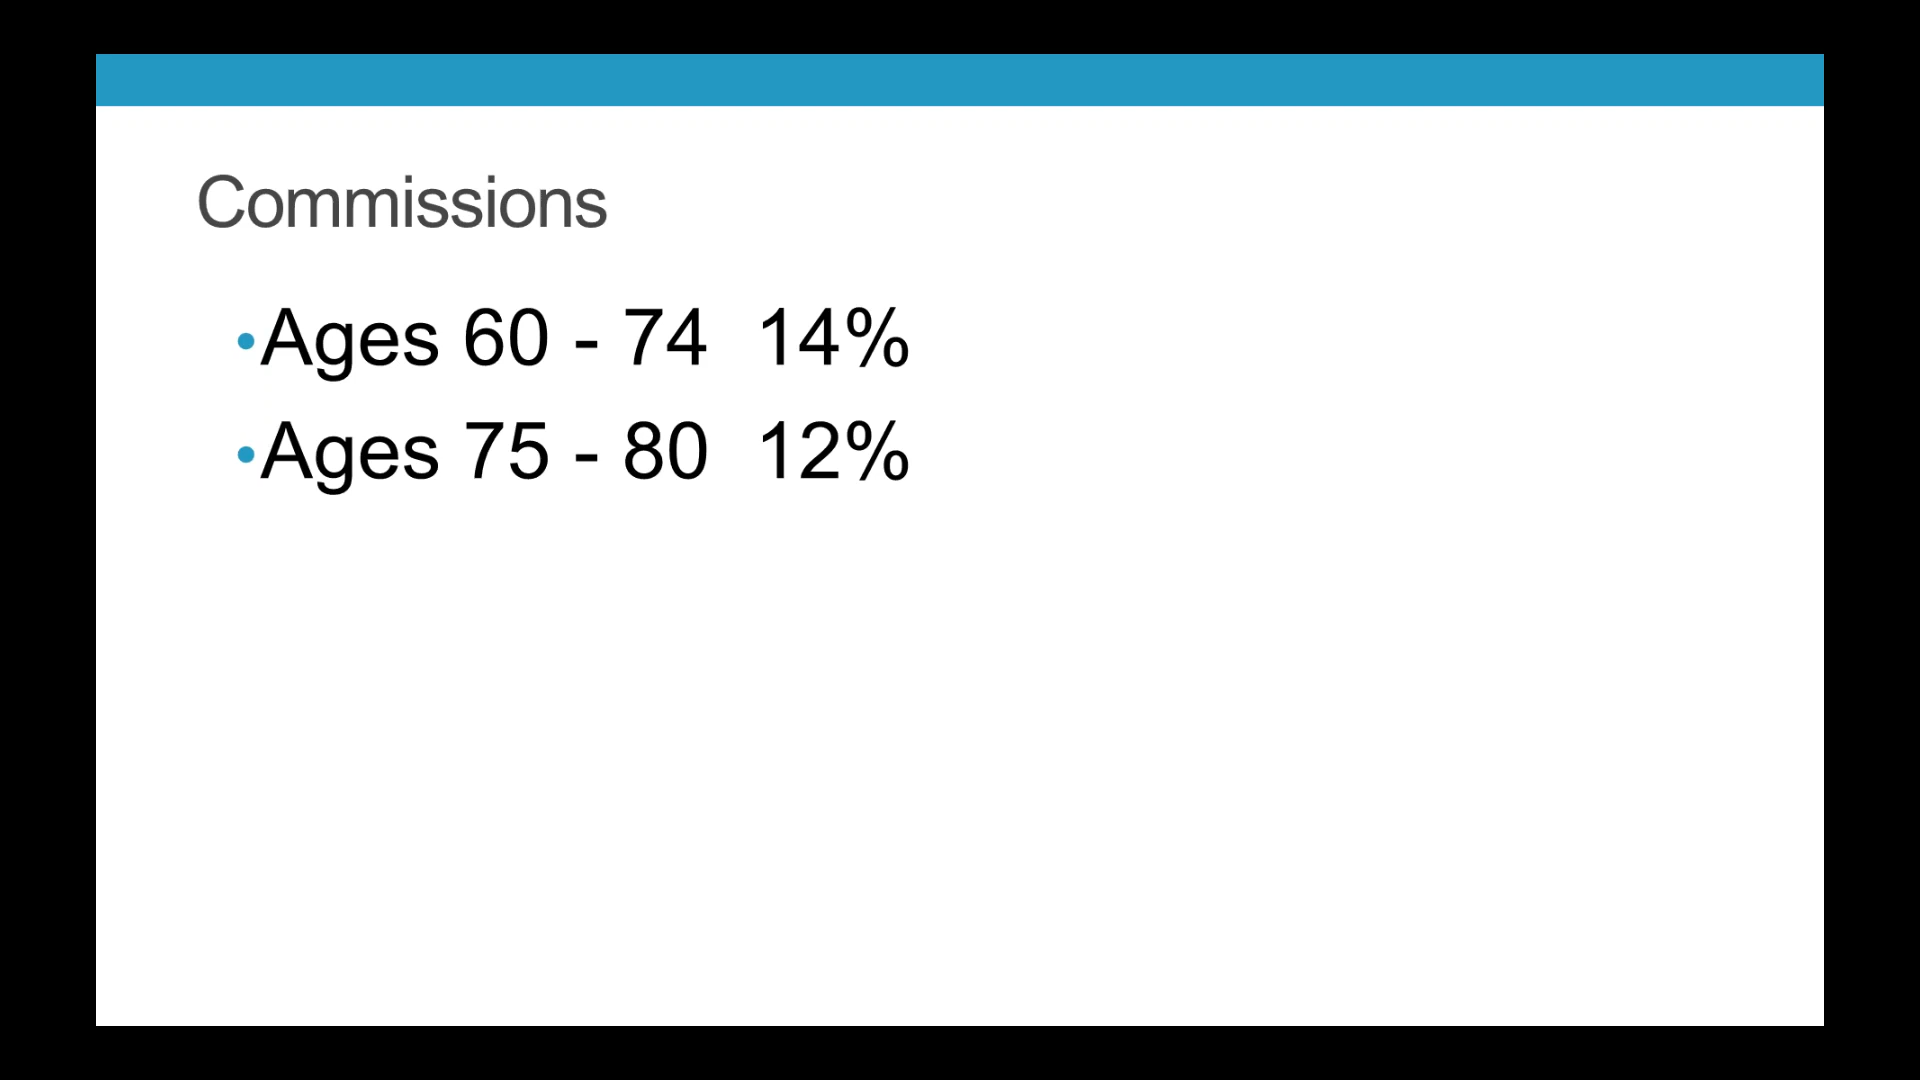 Commissions
•Ages 60 - 74 14%
•Ages 75 - 80 12%